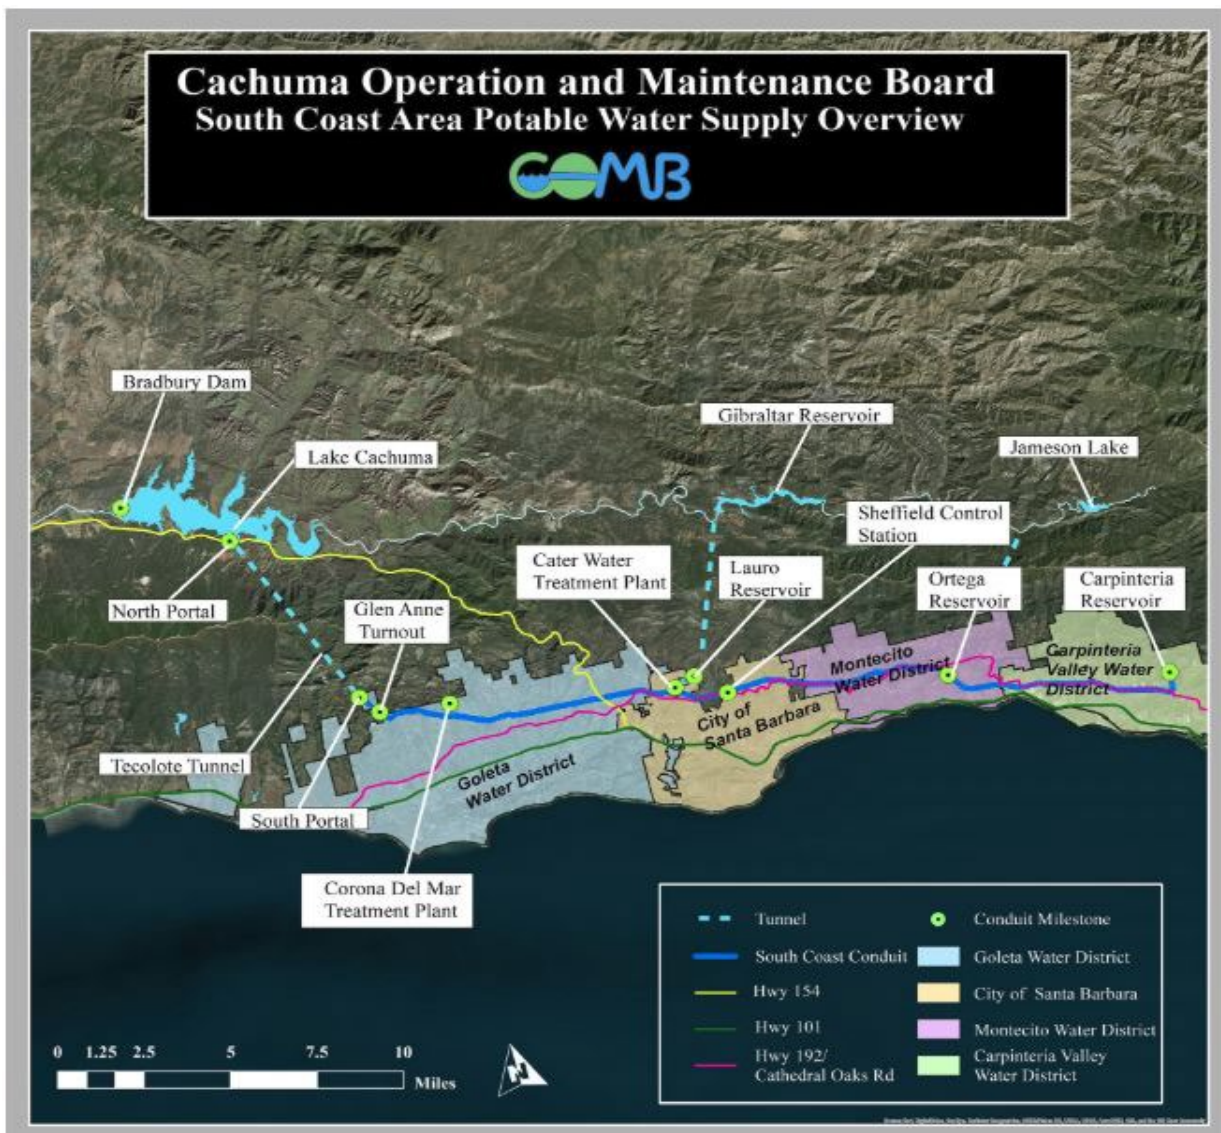 Cachuma Operation and Maintenance Board
South Coast Area Potable Water Supply Overview
COMB
Bradbury Dam
Gibraltar Reservoir
Lake Cachuma
Jameson Lake
Sheffield Control
Station
Cater Water
Treatment Plant
Lauro
Reservoir
Ortega
Reservoir
Carpinteria
Reservoir
North Portal
Glen Anne
Turnout
Montecito
Water District
Carpinteria
Valley Water
District
City of
Santa Barbara
Tecolote Tunnel
Goleta
Water District
South Portal
Corona Del Mar
Treatment Plant
Tunnel
South Coast Conduit
Hwy 154
Hwy 101
Hwy 192/
Cathedral Oaks Rd
Conduit Milestone
Goleta Water District
City of Santa Barbara
Montecito Water District
Carpinteria Valley
Water District
0 1.25 2.5 5 7.5 10
Miles
N